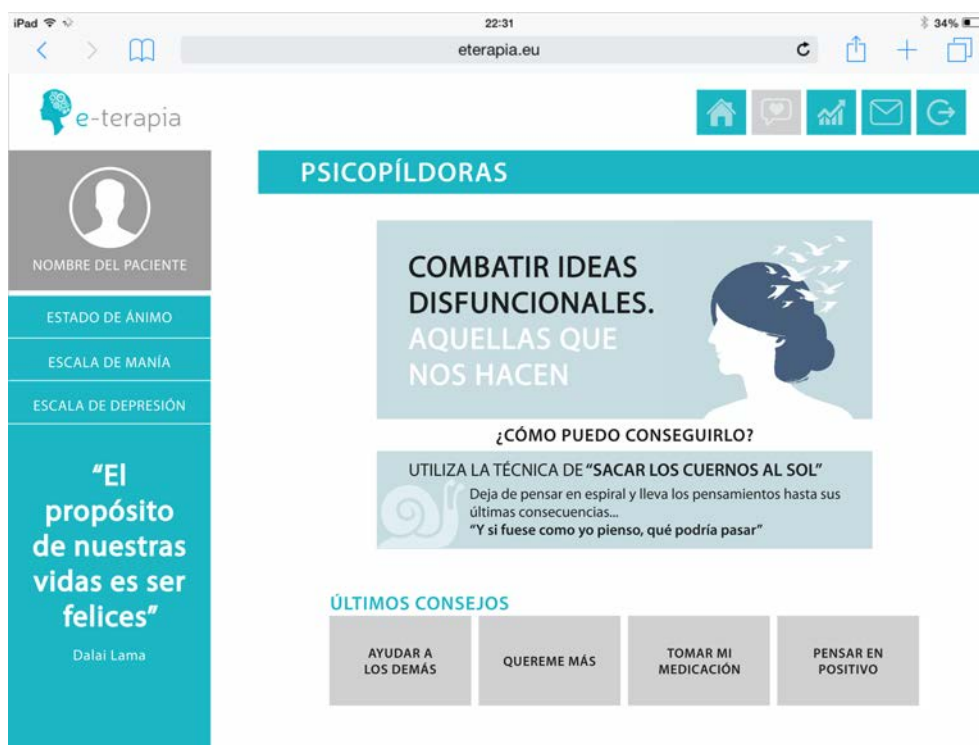 iPad
22:31
34%
eterapia.eu
e-terapia
NOMBRE DEL PACIENTE
ESTADO DE ÁNIMO
ESCALA DE MANÍA
ESCALA DE DEPRESIÓN
“El
propósito
de nuestras
vidas es ser
felices”
Dalai Lama
PSICOPÍLDORAS
COMBATIR IDEAS
DISFUNCIONALES.
AQUELLAS QUE
NOS HACEN
¿CÓMO PUEDO CONSEGUIRLO?
UTILIZA LA TÉCNICA DE “SACAR LOS CUERNOS AL SOL”
Deja de pensar en espiral y lleva los pensamientos hasta sus
últimas consecuencias...
“Y si fuese como yo pienso, qué podría pasar”
ÚLTIMOS CONSEJOS
AYUDAR A
LOS DEMÁS
QUEREME MÁS
TOMAR MI
MEDICACIÓN
PENSAR EN
POSITIVO